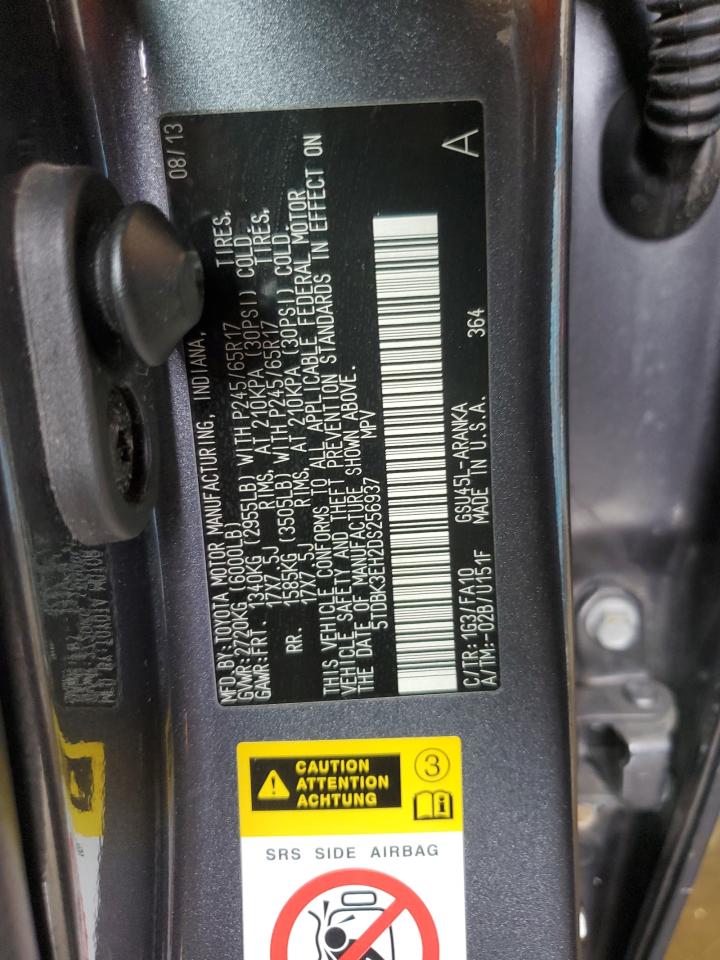 MFD.BY:TOYOTA MOTOR MANUFACTURING, INDIANA, 08/13
GVWR:2720KG (6000LB)
GAWR:FRT. 1340KG (2955LB) WITH P245/65R17 TIRES,
17X7.5J RIMS, AT 210KPA (30PSI) COLD.
RR. 1585KG (3505LB) WITH P245/65R17 TIRES,
17X7.5J RIMS, AT 210KPA (30PSI) COLD.
THIS VEHICLE CONFORMS TO ALL APPLICABLE FEDERAL MOTOR
VEHICLE SAFETY AND THEFT PREVENTION STANDARDS IN EFFECT ON
THE DATE OF MANUFACTURE SHOWN ABOVE.
5TDBK3EH2DS256937 MPV
C/TR:1G3/FA10 GSU45L-ARANKA 364
A/TM:-02B/U151F MADE IN U.S.A. A
CAUTION
ATTENTION
ACHTUNG
3
SRS SIDE AIRBAG